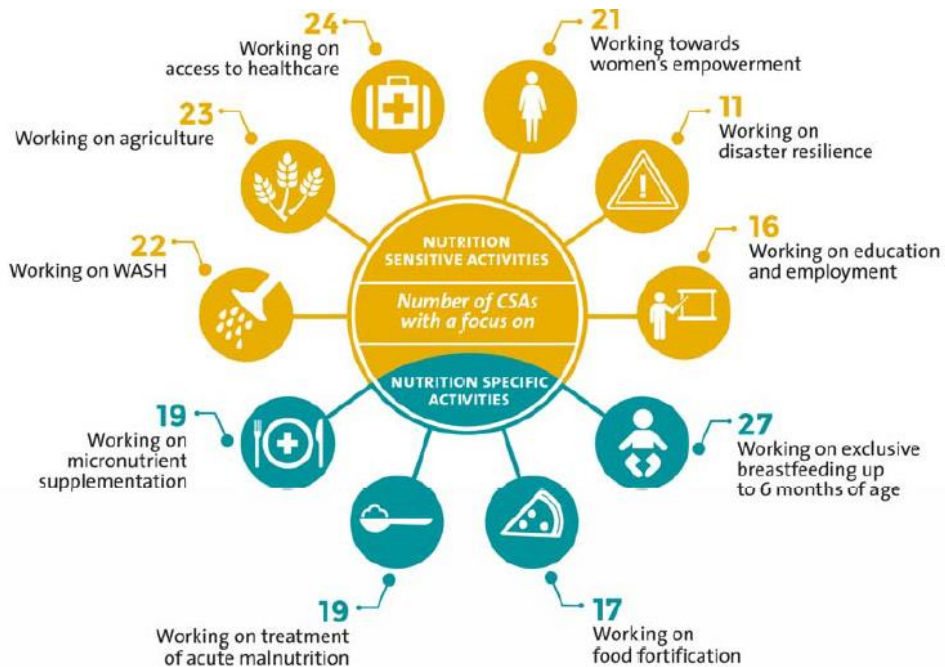 24
Working on
access to healthcare
21
Working towards
women's empowerment
23
Working on agriculture
11
Working on
disaster resilience
22
Working on WASH
16
Working on education
and employment
NUTRITION
SENSITIVE ACTIVITIES
Number of CSAs
with a focus on
NUTRITION SPECIFIC
ACTIVITIES
19
Working on
micronutrient
supplementation
27
Working on exclusive
breastfeeding up
to 6 months of age
19
Working on treatment
of acute malnutrition
17
Working on
food fortification